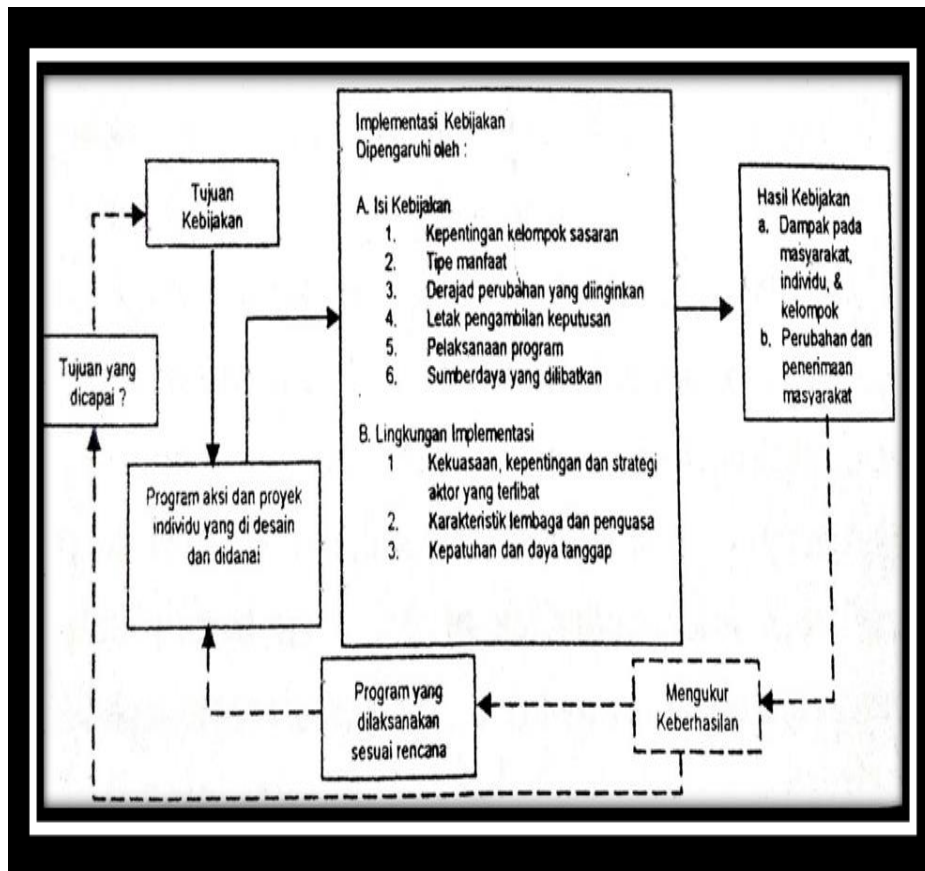 Tujuan
Kebijakan
Tujuan yang
dicapai ?
Program aksi dan proyek
individu yang di desain
dan didanai
Implementasi Kebijakan
Dipengaruhi oleh :
A. Isi Kebijakan
1. Kepentingan kelompok sasaran
2. Tipe manfaat
3. Derajad perubahan yang diinginkan
4. Letak pengambilan keputusan
5. Pelaksanaan program
6. Sumberdaya yang dilibatkan
B. Lingkungan Implementasi
1 Kekuasaan, kepentingan dan strategi
aktor yang terlibat
2. Karakteristik lembaga dan penguasa
3. Kepatuhan dan daya tanggap
Hasil Kebijakan
a. Dampak pada
masyarakat,
individu, &
kelompok
b. Perubahan dan
penerimaan
masyarakat
Mengukur
Keberhasilan
Program yang
dilaksanakan
sesuai rencana